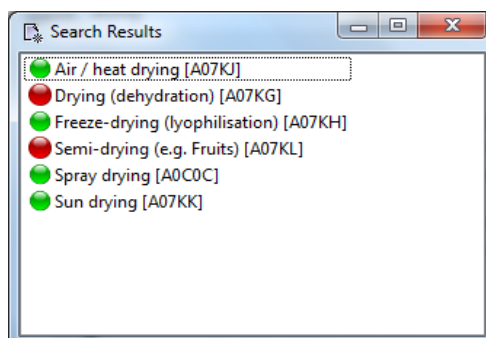 Search Results
Air / heat drying [A07KJ]
Drying (dehydration) [A07KG]
Freeze-drying (lyophilisation) [A07KH]
Semi-drying (e.g. Fruits) [A07KL]
Spray drying [A0C0C]
Sun drying [A07KK]